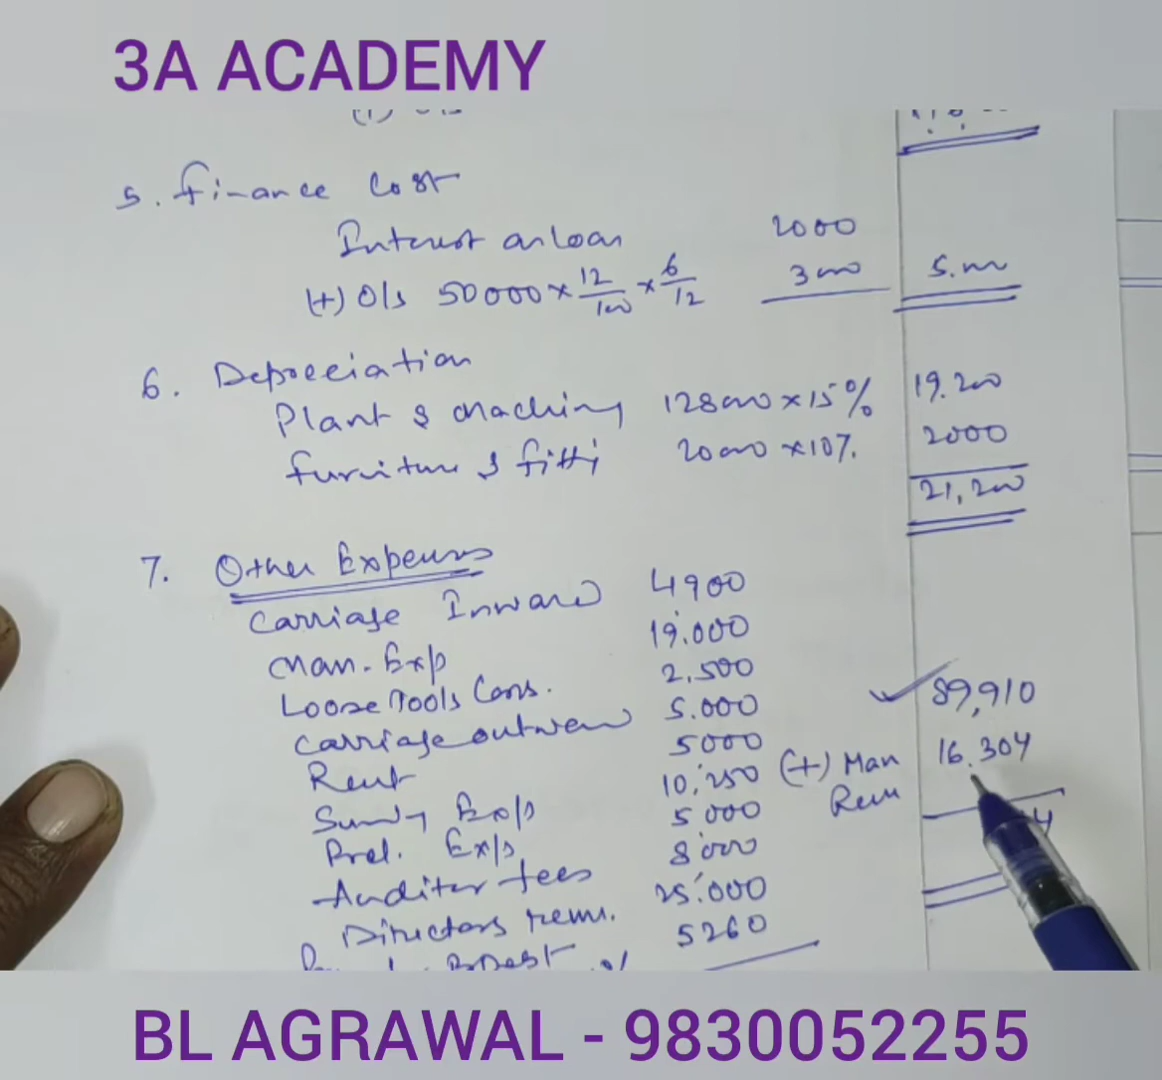 3A ACADEMY
5. Finance Cost
Interest on loan 2000
(+) O/s 50000 × 12/100 × 6/12 3000 5.000
6. Depreciation
Plant & Machinery 128000 × 15% 19.200
furniture & fitti 20000 × 10% 2000
21,200
7. Other Expenses
Carriage Inward 4900
Man. Exp 19.000
Loose Tools Cons. 2,500
Carriage outward 5.000 89,910
Rent 5000
Sundry Exp 10,250 (+) Man Rem 16.304
Prel. Exp 5000
Auditor fees 8000
Directors remu. 25.000
Debt 5260
BL AGRAWAL - 9830052255